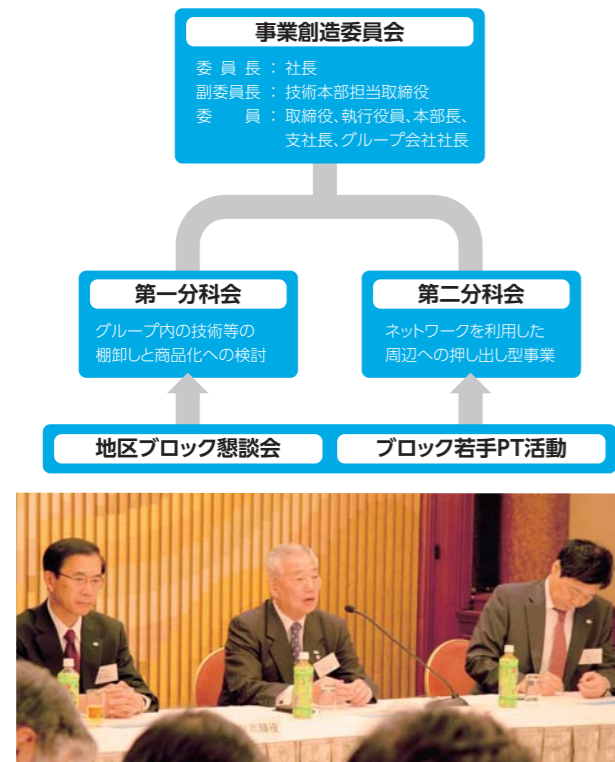 事業創造委員会
委員長：社長
副委員長：技術本部担当取締役
委　員：取締役、執行役員、本部長、
支社長、グループ会社社長
第一分科会
グループ内の技術等の
棚卸しと商品化への検討
第二分科会
ネットワークを利用した
周辺への押し出し型事業
地区ブロック懇談会
ブロック若手PT活動